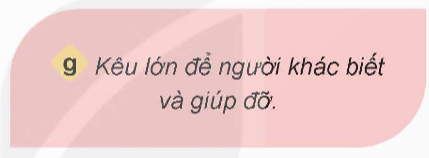 g Kêu lớn để người khác biết
và giúp đỡ.